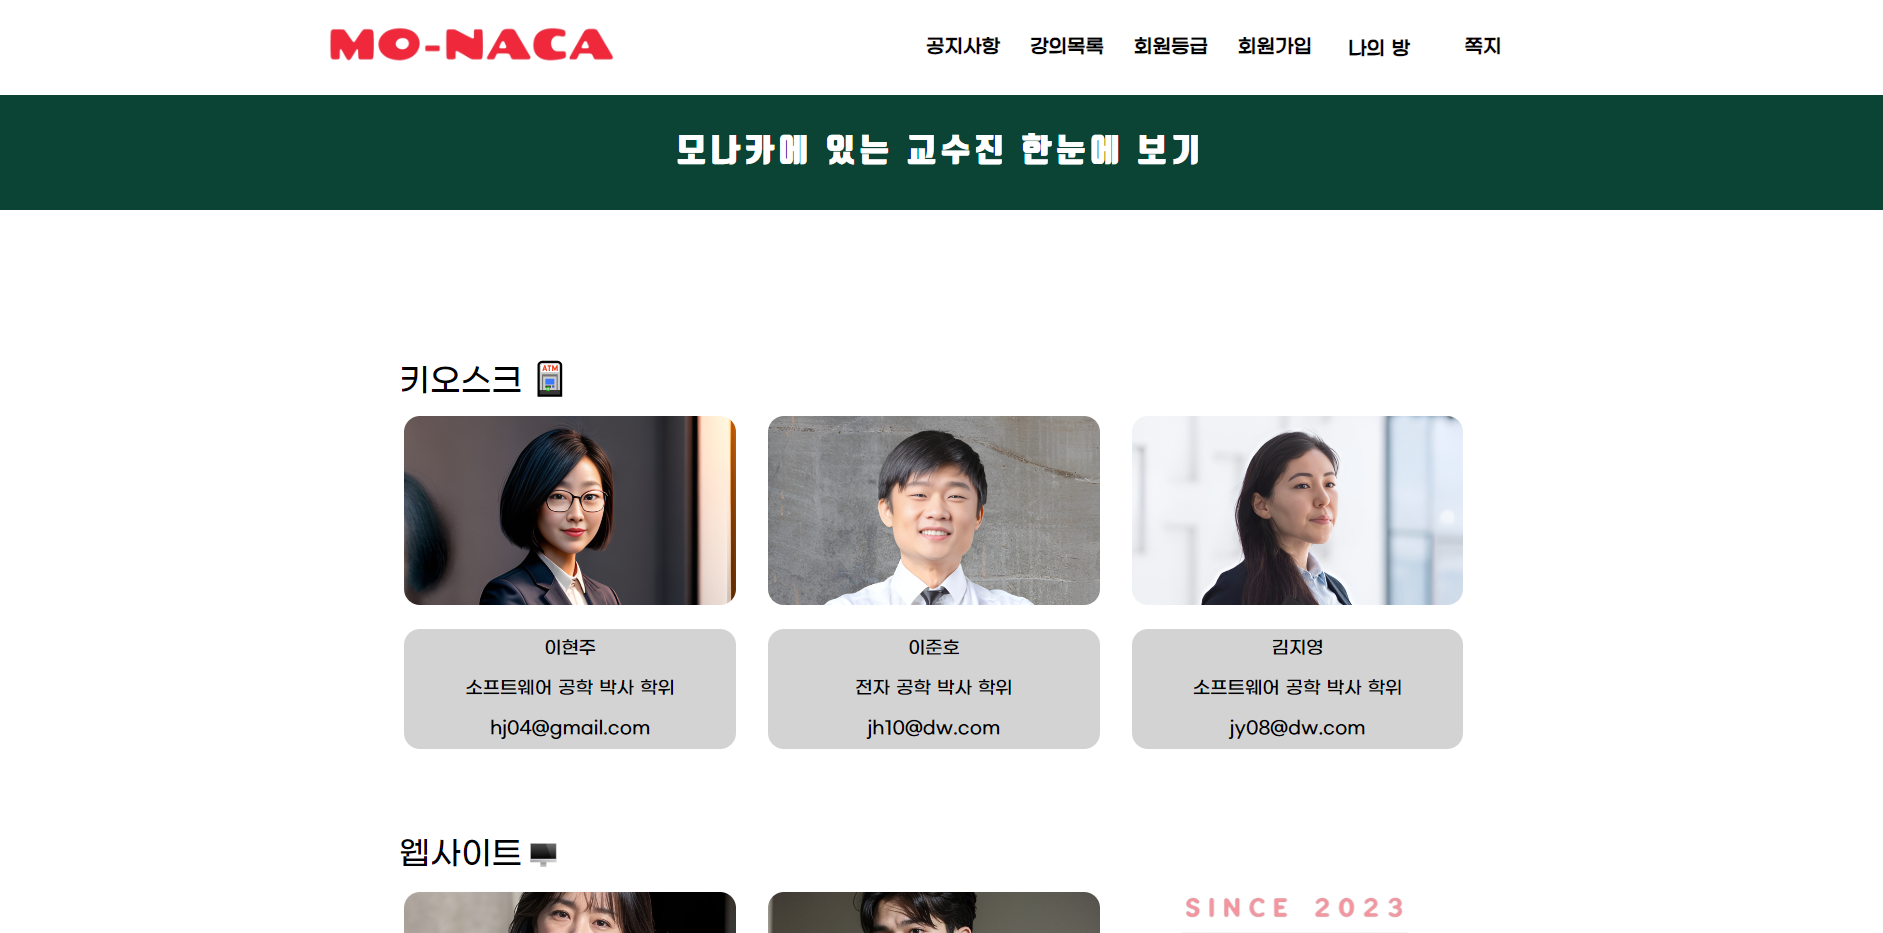 MO-NACA
공지사항 강의목록 회원등급 회원가입 나의 방 쪽지
모나카에 있는 교수진 한눈에 보기
키오스크
ATM
이현주
소프트웨어 공학 박사 학위
hj04@gmail.com
이준호
전자 공학 박사 학위
jh10@dw.com
김지영
소프트웨어 공학 박사 학위
jy08@dw.com
웹사이트
SINCE 2023